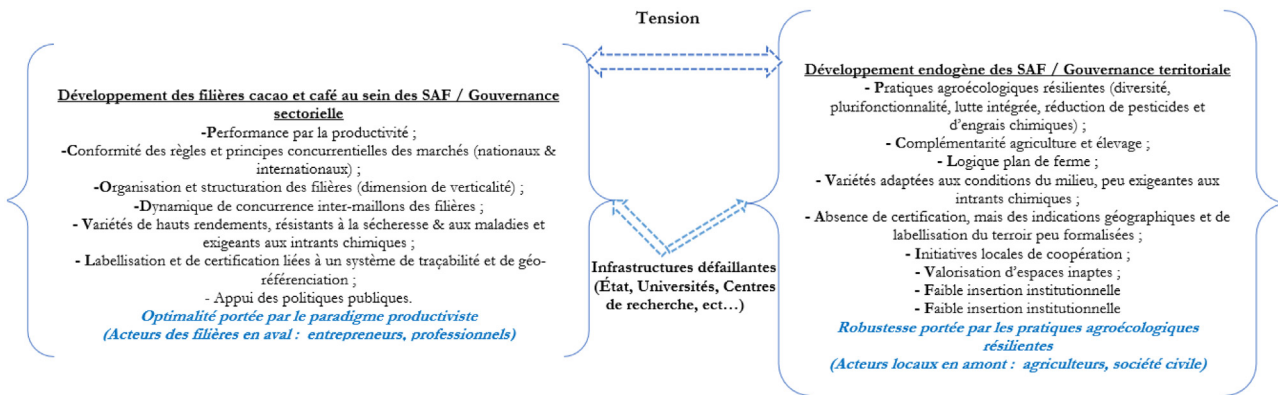 Tension
Développement des filières cacao et café au sein des SAF / Gouvernance
sectorielle
-Performance par la productivité ;
-Conformité des règles et principes concurrentielles des marchés (nationaux &
internationaux) ;
-Organisation et structuration des filières (dimension de verticalité) ;
-Dynamique de concurrence inter-maillons des filières ;
- Variétés de hauts rendements, résistants à la sécheresse & aux maladies et
exigeants aux intrants chimiques ;
- Labellisation et de certification liées à un système de traçabilité et de géo-
référenciation ;
- Appui des politiques publiques.
Optimalité portée par le paradigme productiviste
(Acteurs des filières en aval : entrepreneurs, professionnels)
Infrastructures défaillantes
(État, Universités, Centres
de recherche, ect…)
Développement endogène des SAF / Gouvernance territoriale
- Pratiques agroécologiques résilientes (diversité,
plurifonctionnalité, lutte intégrée, réduction de pesticides et
d'engrais chimiques) ;
- Complémentarité agriculture et élevage ;
- Logique plan de ferme ;
- Variétés adaptées aux conditions du milieu, peu exigeantes aux
intrants chimiques ;
- Absence de certification, mais des indications géographiques et de
labellisation du terroir peu formalisées ;
- Initiatives locales de coopération ;
- Valorisation d'espaces inaptes ;
- Faible insertion institutionnelle
- Faible insertion institutionnelle
Robustesse portée par les pratiques agroécologiques
résilientes
(Acteurs locaux en amont : agriculteurs, société civile)